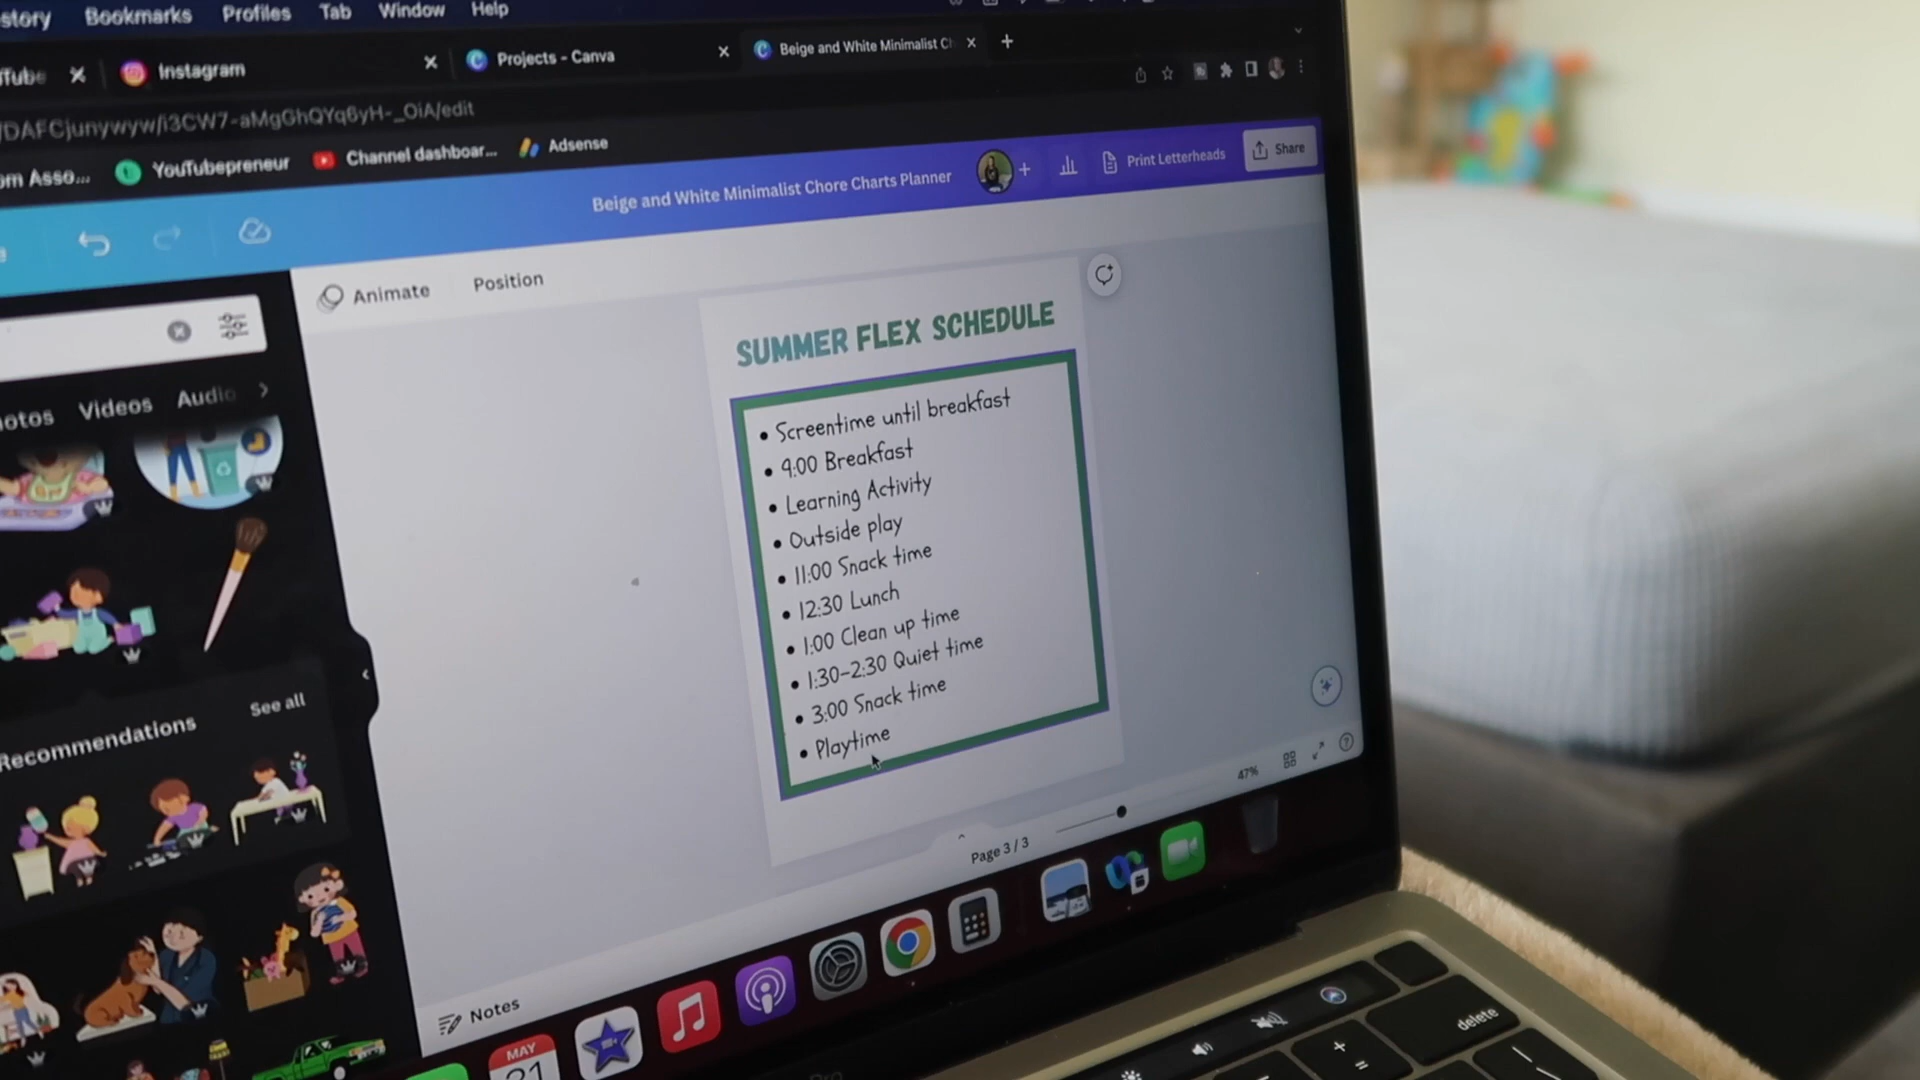 story Bookmarks Profiles Tab Window Help
Tube Instagram Projects - Canva Beige and White Minimalist Ch
/DAFCjunywyw/i3CW7-aMgGhQYq6yH-_OiA/edit
om Asso... YouTubepreneur Channel dashboar... Adsense
Beige and White Minimalist Chore Charts Planner
Print Letterheads
Share
Animate
Position
otos Videos Audio
Recommendations
See all
SUMMER FLEX SCHEDULE
• Screentime until breakfast
• 9:00 Breakfast
• Learning Activity
• Outside play
• 11:00 Snack time
• 12:30 Lunch
• 1:00 Clean up time
• 1:30-2:30 Quiet time
• 3:00 Snack time
• Playtime
47%
Page 3 / 3
Notes
MAY
delete
+
=